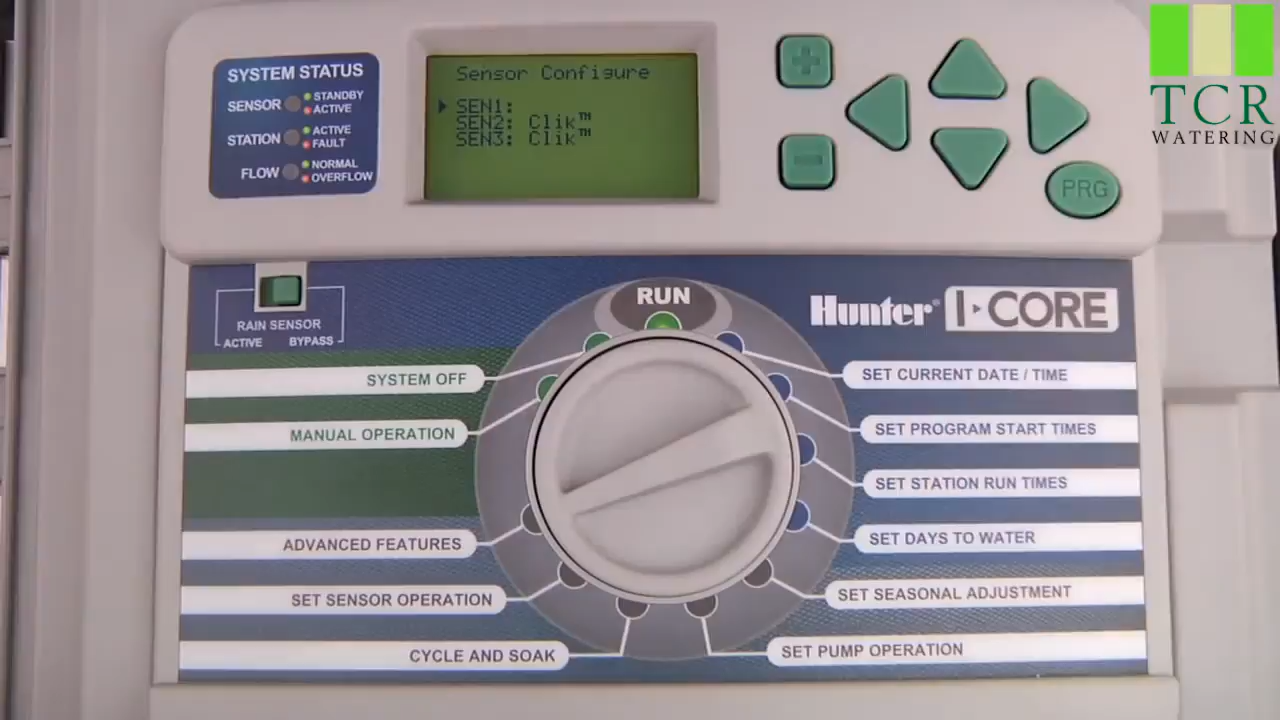 SYSTEM STATUS
SENSOR
STANDBY
ACTIVE
STATION
ACTIVE
FAULT
FLOW
NORMAL
OVERFLOW
Sensor Configure
SEN1:
SEN2: Clik™
SEN3: Clik™
PRG
TCR
WATERING
RAIN SENSOR
ACTIVE BYPASS
RUN
Hunter® I CORE
SYSTEM OFF
MANUAL OPERATION
ADVANCED FEATURES
SET SENSOR OPERATION
CYCLE AND SOAK
SET CURRENT DATE / TIME
SET PROGRAM START TIMES
SET STATION RUN TIMES
SET DAYS TO WATER
SET SEASONAL ADJUSTMENT
SET PUMP OPERATION